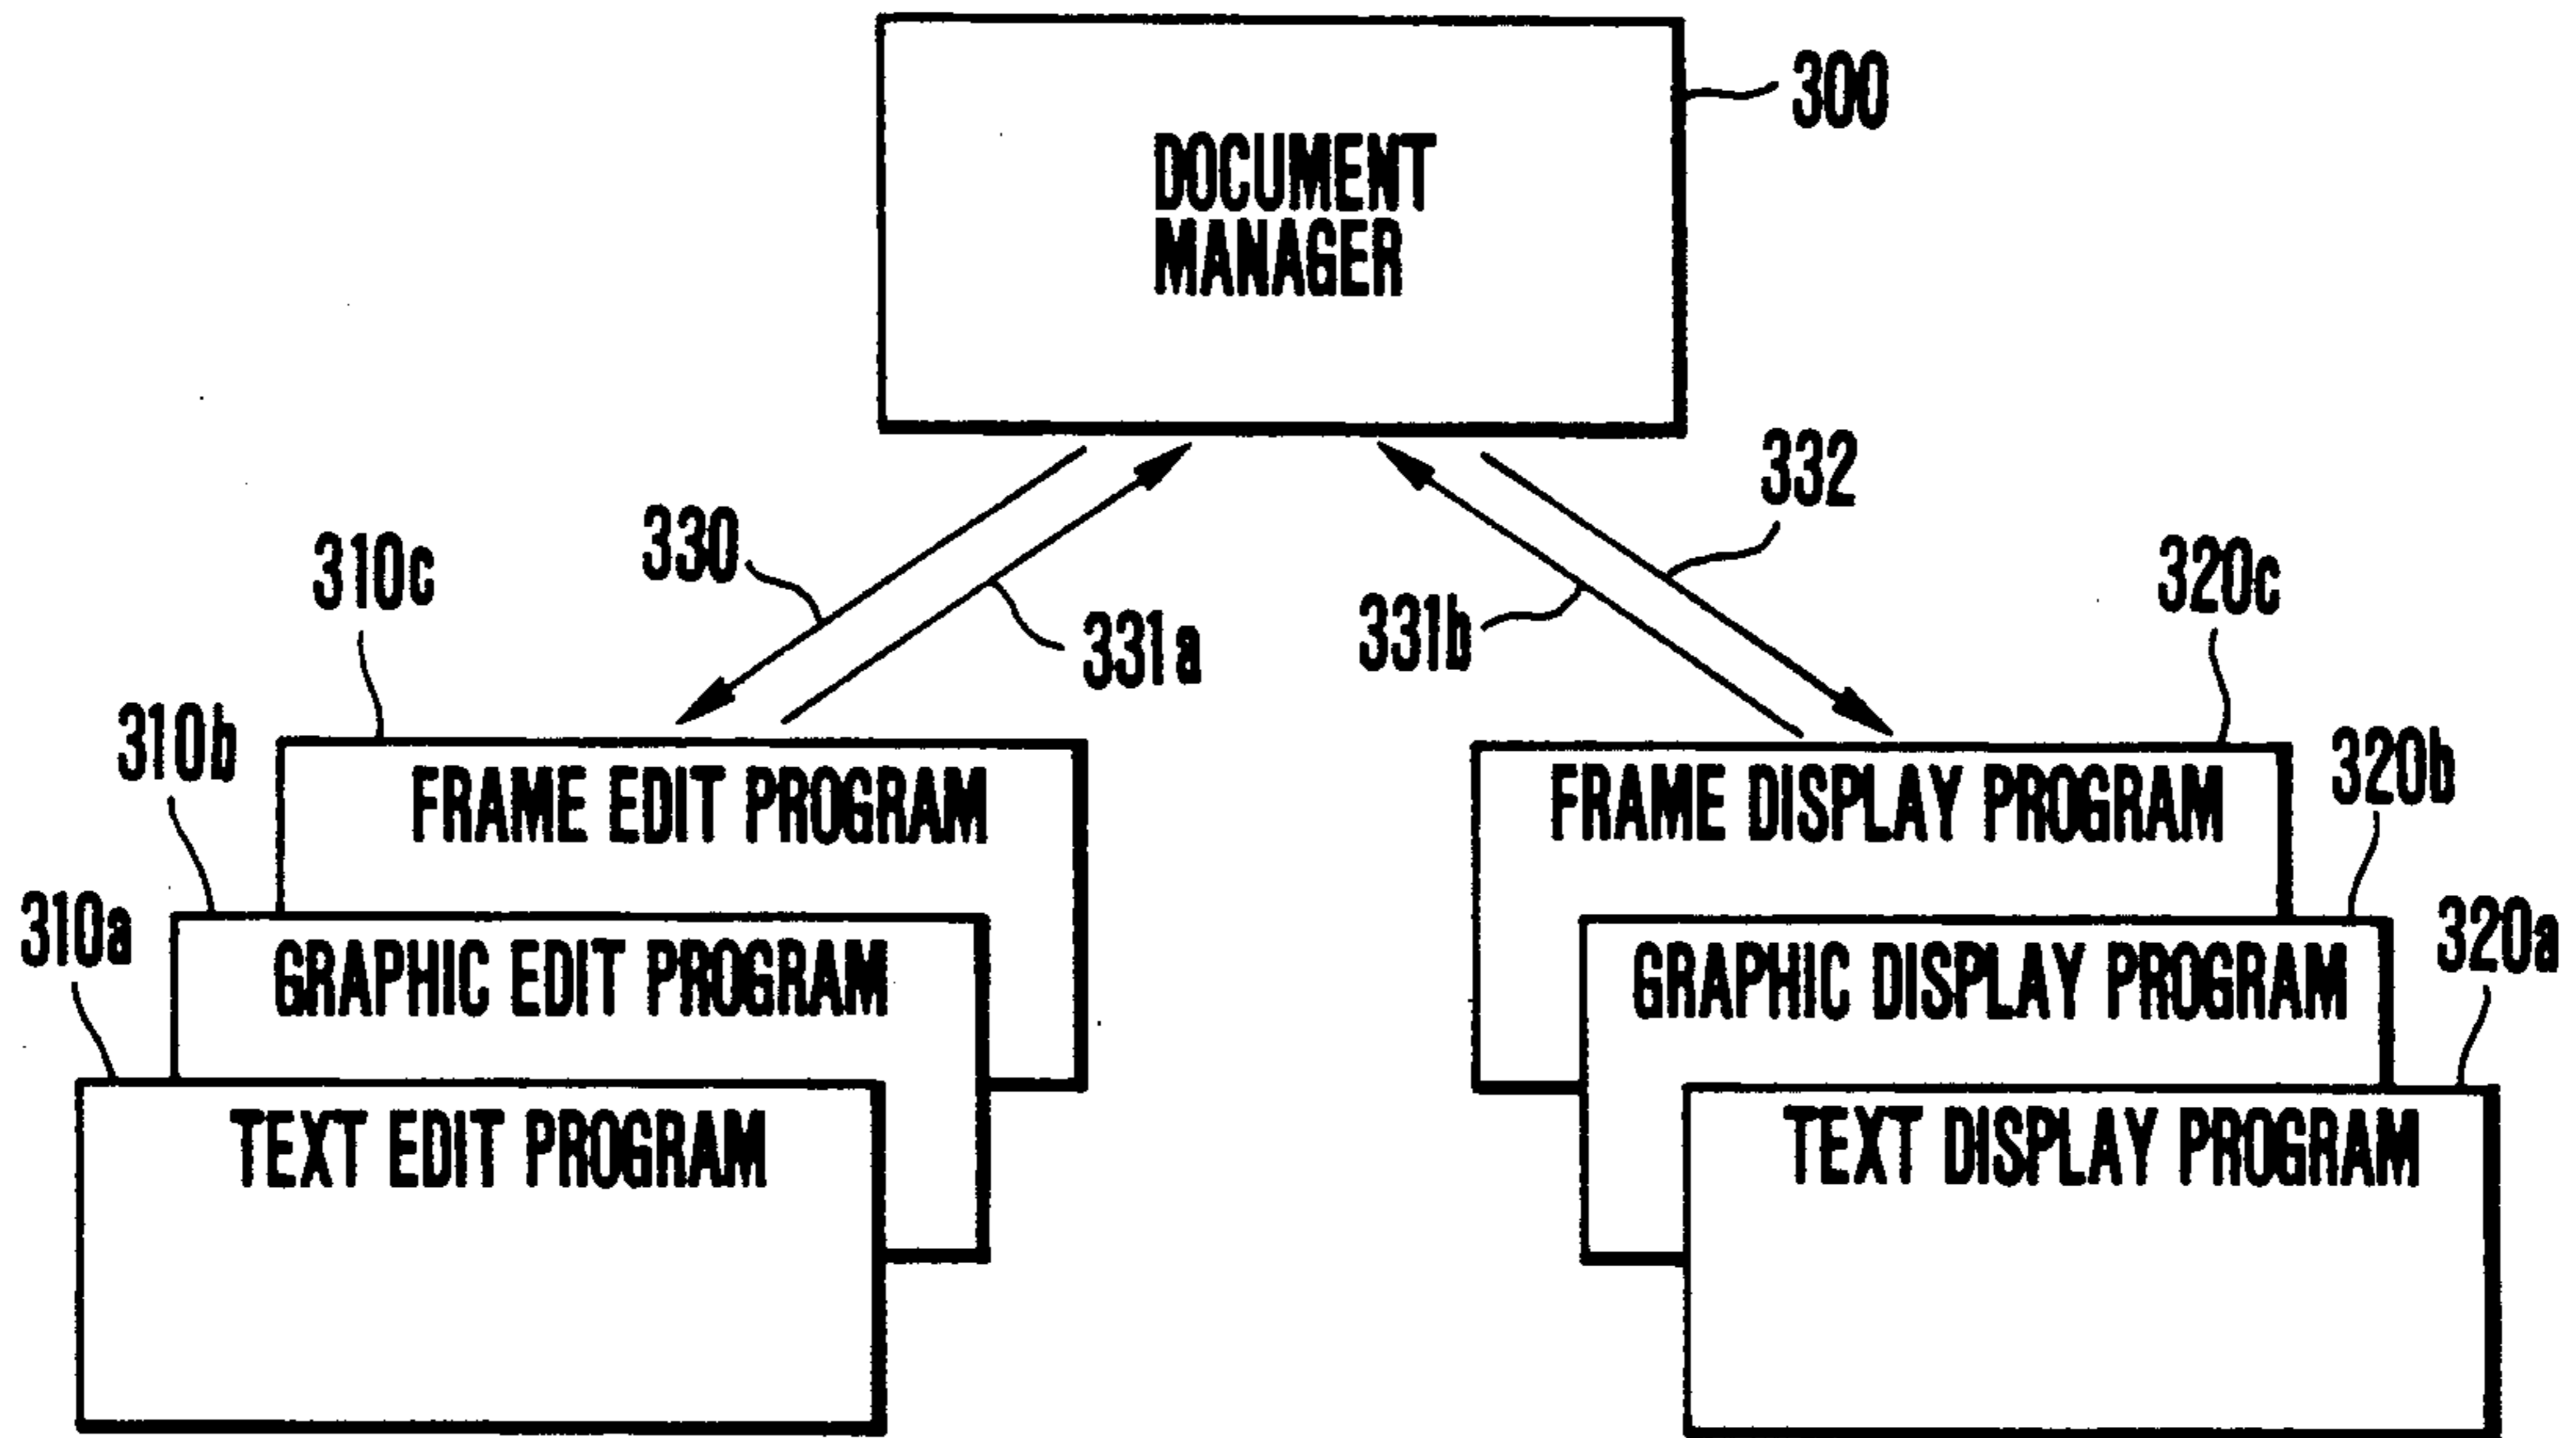 DOCUMENT
MANAGER
300
330
331a
331b
332
310c
FRAME EDIT PROGRAM
310b
GRAPHIC EDIT PROGRAM
310a
TEXT EDIT PROGRAM
320c
FRAME DISPLAY PROGRAM
320b
GRAPHIC DISPLAY PROGRAM
320a
TEXT DISPLAY PROGRAM